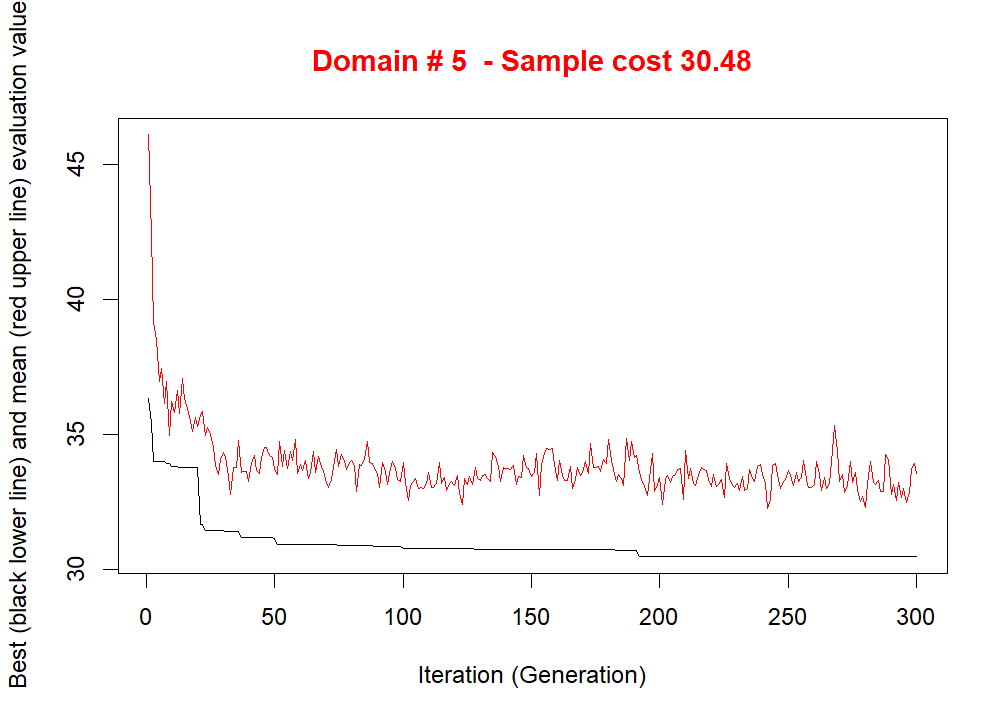 Domain # 5  - Sample cost 30.48
Best (black lower line) and mean (red upper line) evaluation value
45
40
35
30
0 50 100 150 200 250 300
Iteration (Generation)